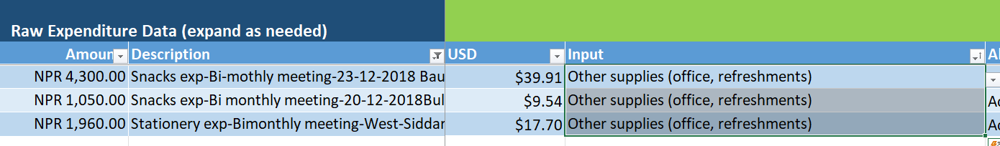 Raw Expenditure Data (expand as needed)
Amoun Description USD Input
NPR 4,300.00 Snacks exp-Bi-mothly meeting-23-12-2018 Bau $39.91 Other supplies (office, refreshments)
NPR 1,050.00 Snacks exp-Bi monthly meeting-20-12-2018Bul $9.54 Other supplies (office, refreshments)
NPR 1,960.00 Stationery exp-Bimonthly meeting-West-Siddar $17.70 Other supplies (office, refreshments)